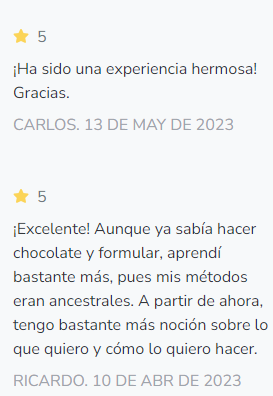 5
¡Ha sido una experiencia hermosa!
Gracias.
CARLOS. 13 DE MAY DE 2023
5
¡Excelente! Aunque ya sabía hacer
chocolate y formular, aprendí
bastante más, pues mis métodos
eran ancestrales. A partir de ahora,
tengo bastante más noción sobre lo
que quiero y cómo lo quiero hacer.
RICARDO. 10 DE ABR DE 2023